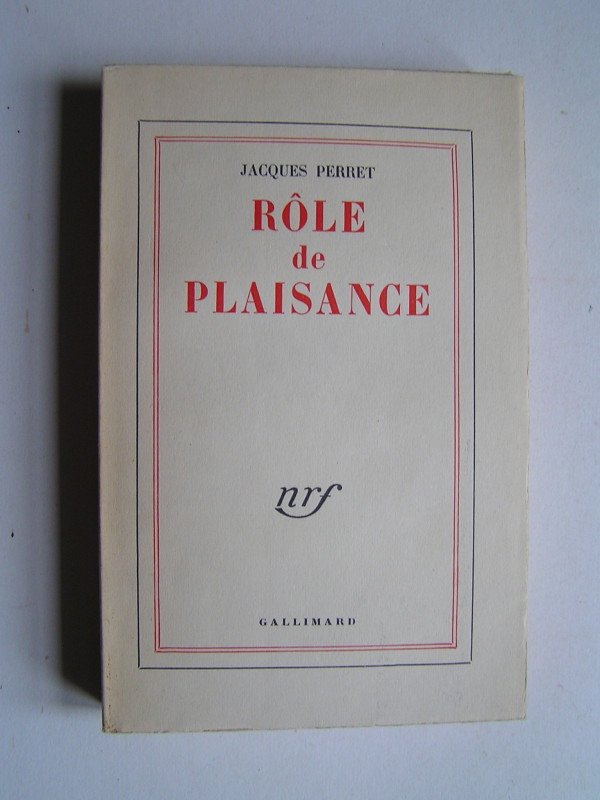 JACQUES PERRET
RÔLE
de
PLAISANCE
nrf
GALLIMARD